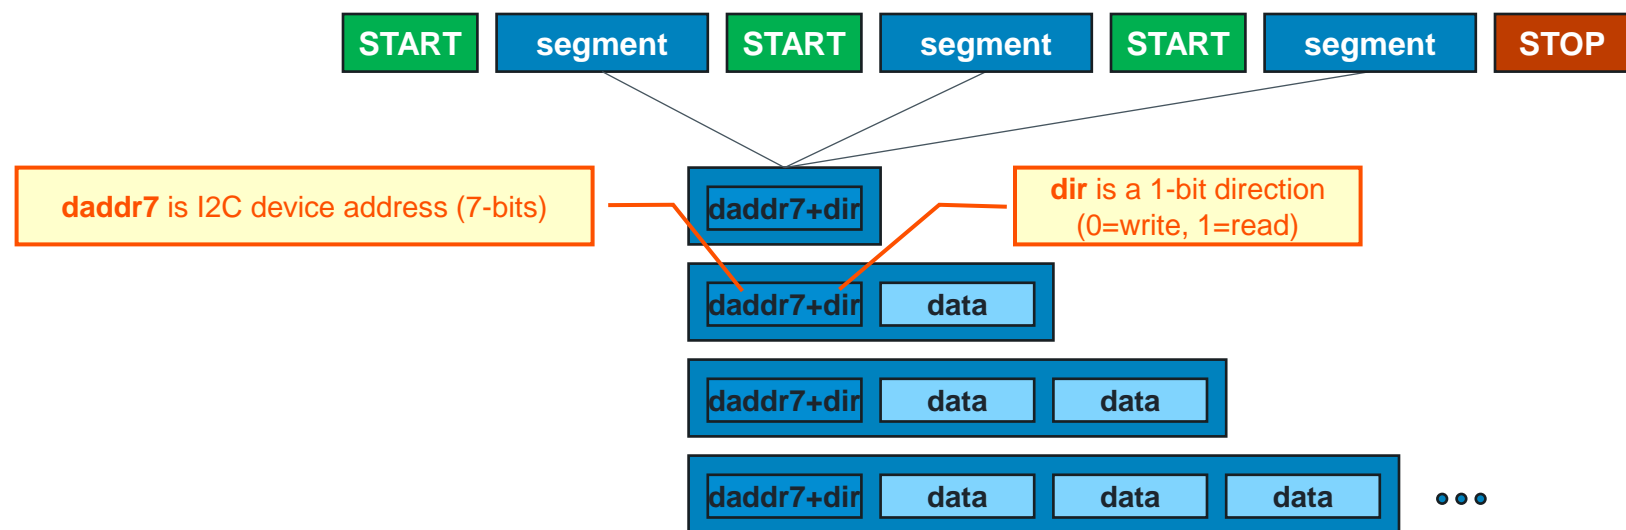 START segment START segment START segment STOP
daddr7 is I2C device address (7-bits)
daddr7+dir
dir is a 1-bit direction
(0=write, 1=read)
daddr7+dir data
daddr7+dir data data
daddr7+dir data data data